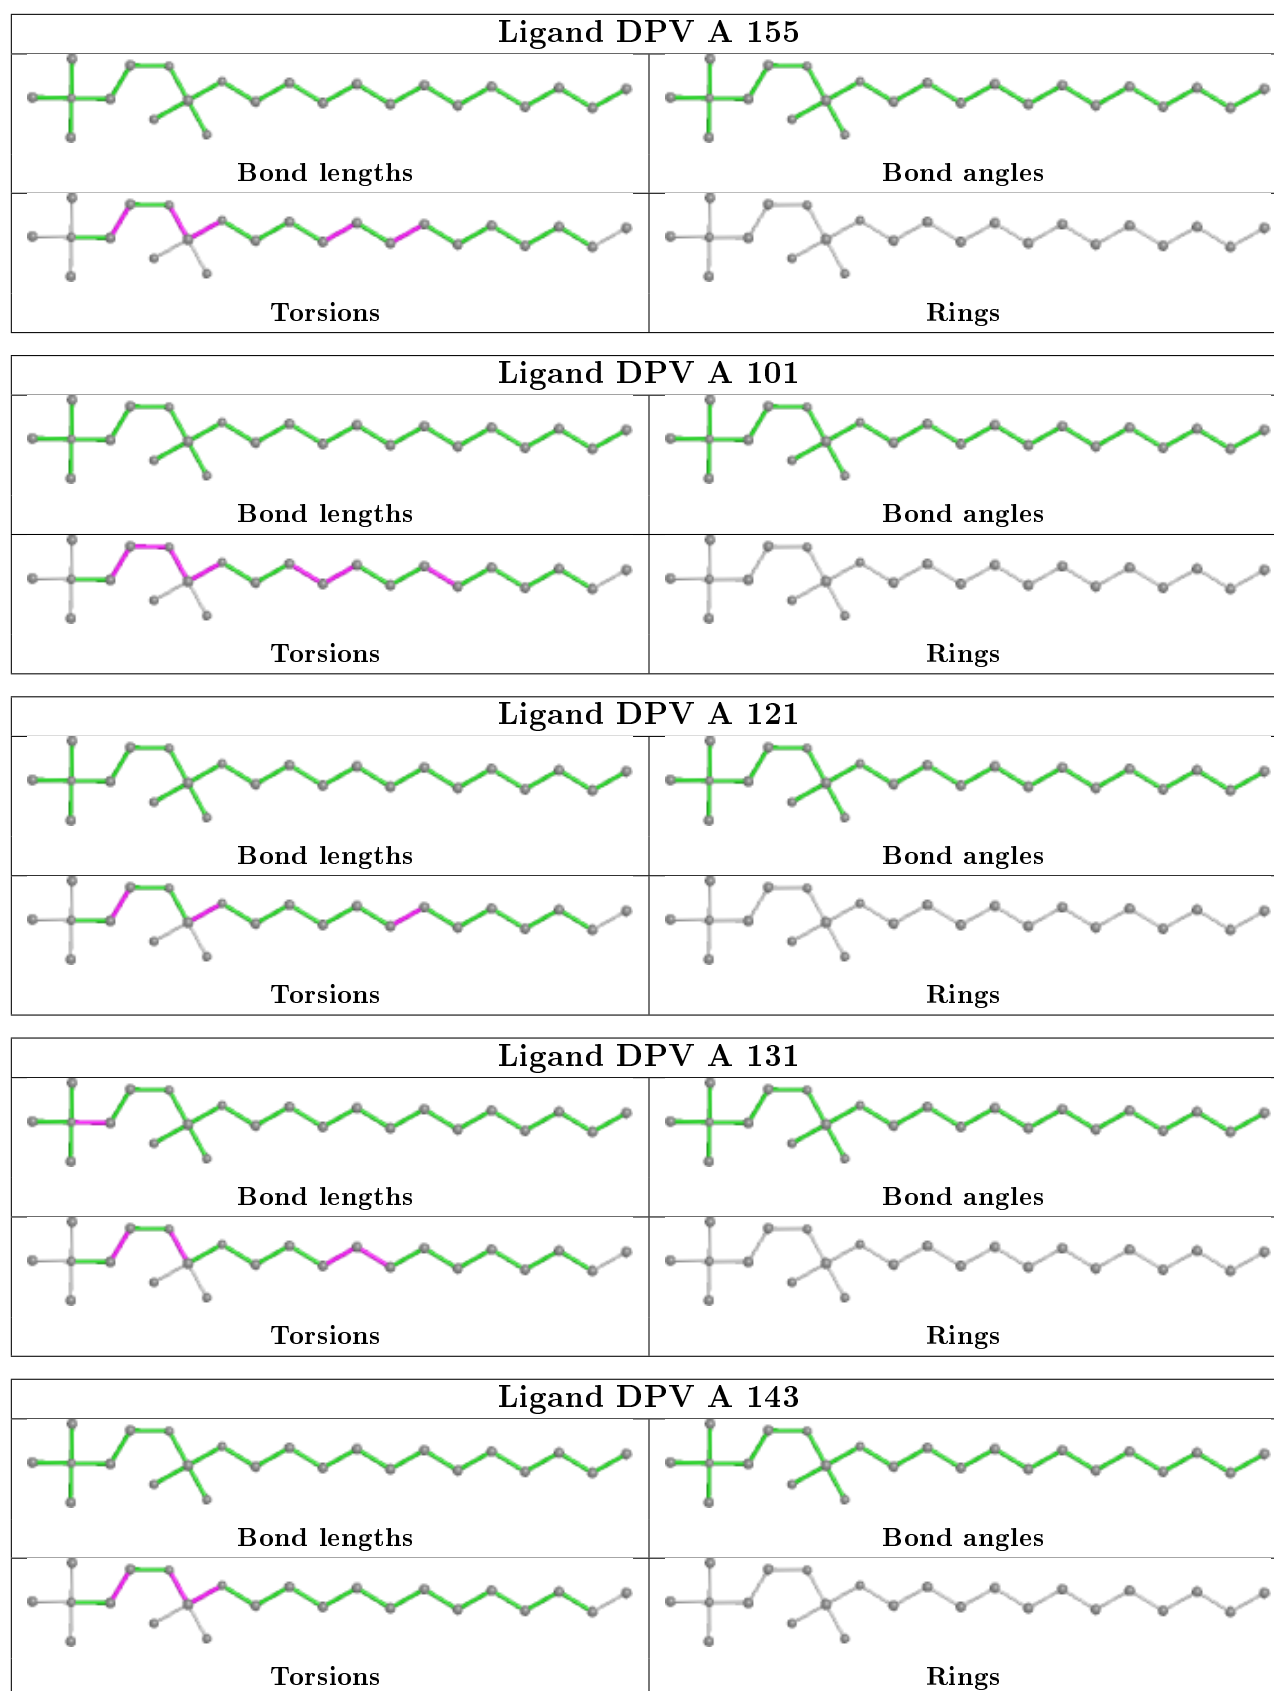 Ligand DPV A 155
Bond lengths
Bond angles
Torsions
Rings
Ligand DPV A 101
Bond lengths
Bond angles
Torsions
Rings
Ligand DPV A 121
Bond lengths
Bond angles
Torsions
Rings
Ligand DPV A 131
Bond lengths
Bond angles
Torsions
Rings
Ligand DPV A 143
Bond lengths
Bond angles
Torsions
Rings